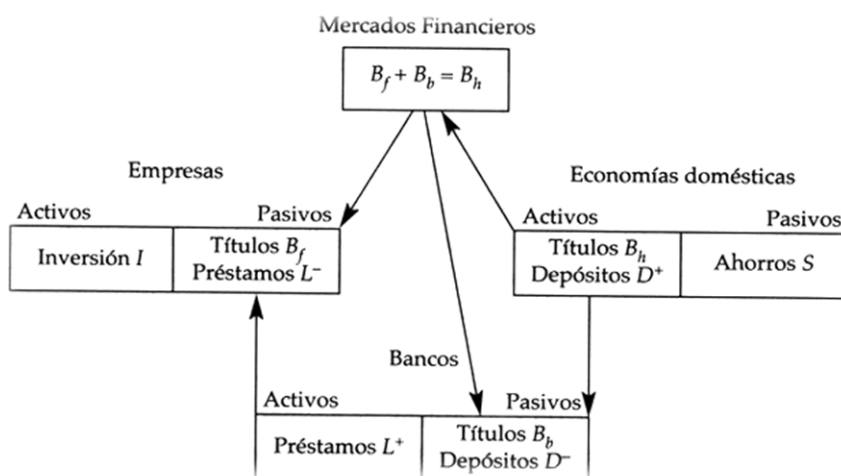 Mercados Financieros
B_f + B_b = B_h
Empresas
Economías domésticas
Activos
Pasivos
Activos
Pasivos
Inversión I
Títulos B_f
Préstamos L⁻
Títulos B_h
Depósitos D⁺
Ahorros S
Bancos
Activos
Pasivos
Préstamos L⁺
Títulos B_b
Depósitos D⁻